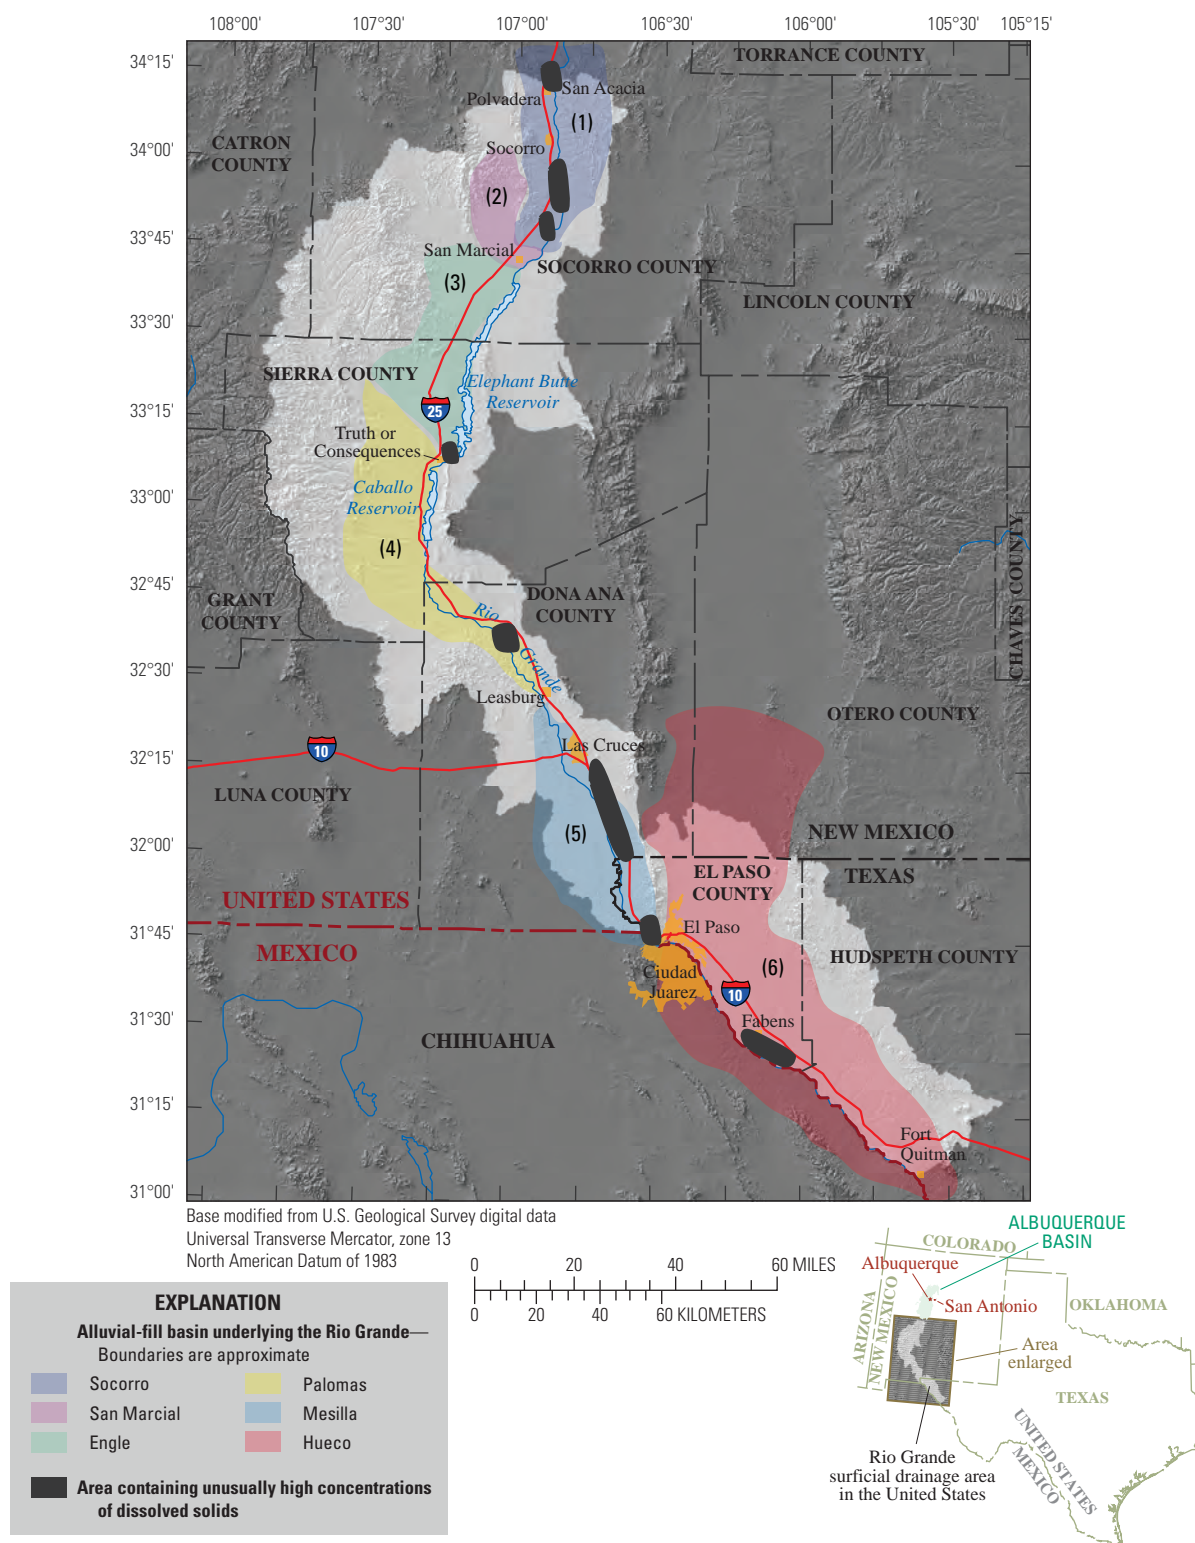 108°00' 107°30' 107°00' 106°30' 106°00' 105°30' 105°15'
34°15'
34°00'
33°45'
33°30'
33°15'
33°00'
32°45'
32°30'
32°15'
32°00'
31°45'
31°30'
31°15'
31°00'
TORRANCE COUNTY
San Acacia
Polvadera
(1)
CATRON
COUNTY
Socorro
(2)
San Marcial
SOCORRO COUNTY
(3)
LINCOLN COUNTY
SIERRA COUNTY
Elephant Butte
Reservoir
25
Truth or
Consequences
Caballo
Reservoir
(4)
CHAVES COUNTY
DONA ANA
COUNTY
GRANT
COUNTY
Rio
Grande
Leasburg
OTERO COUNTY
10
Las Cruces
LUNA COUNTY
(5)
NEW MEXICO
TEXAS
EL PASO
COUNTY
UNITED STATES
MEXICO
El Paso
HUDSPETH COUNTY
(6)
Ciudad
Juarez
10
Fabens
CHIHUAHUA
Fort
Quitman
Base modified from U.S. Geological Survey digital data
Universal Transverse Mercator, zone 13
North American Datum of 1983
0 20 40 60 MILES
0 20 40 60 KILOMETERS
EXPLANATION
Alluvial-fill basin underlying the Rio Grande—
Boundaries are approximate
Socorro
San Marcial
Engle
Palomas
Mesilla
Hueco
Area containing unusually high concentrations
of dissolved solids
ALBUQUERQUE
BASIN
COLORADO
Albuquerque
San Antonio
OKLAHOMA
ARIZONA
NEW MEXICO
Area
enlarged
TEXAS
UNITED STATES
MEXICO
Rio Grande
surficial drainage area
in the United States